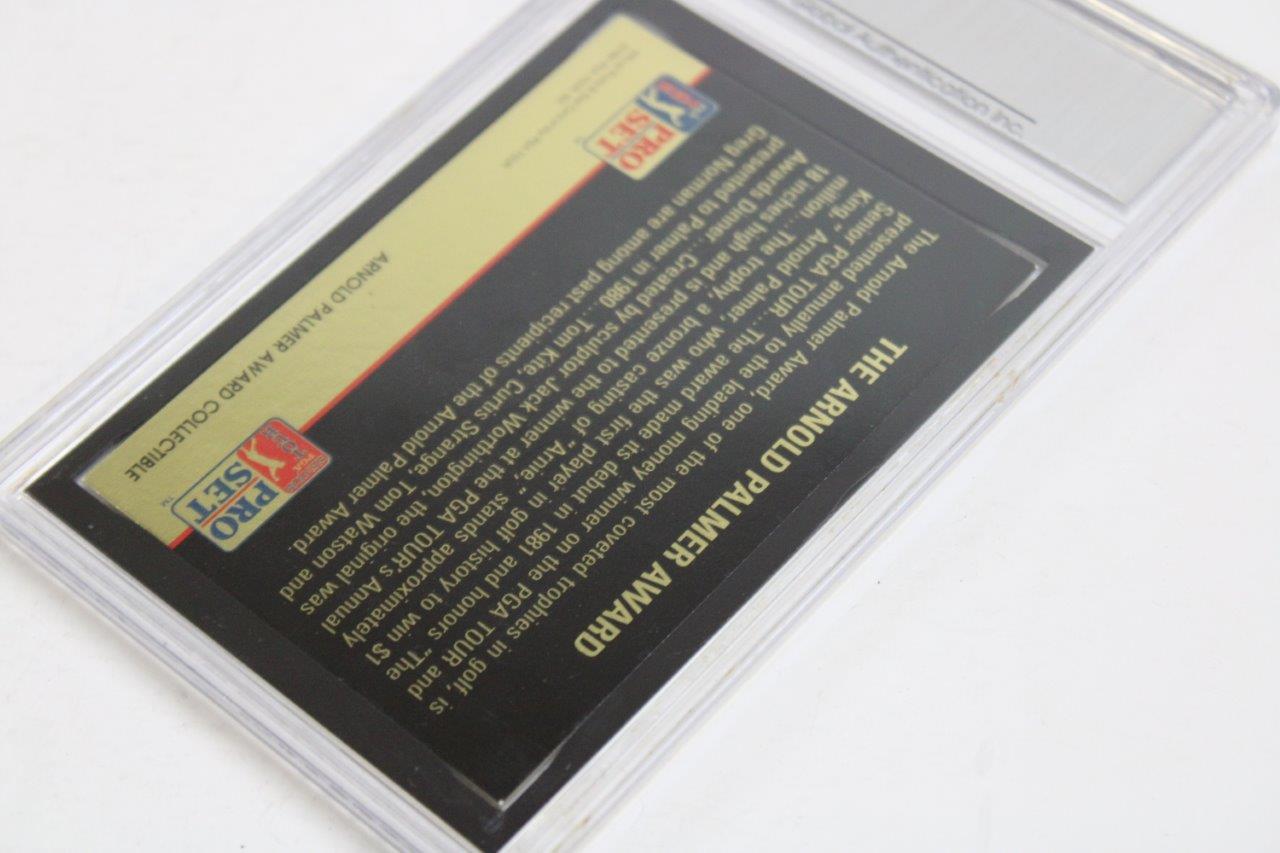 THE ARNOLD PALMER AWARD
The Arnold Palmer Award, one of the most coveted trophies in golf, is
presented annually to the leading money winner on the PGA TOUR and
Senior PGA TOUR... The award made its debut in 1981 and honors "The
King," Arnold Palmer, who was the first player in golf history to win $1
million... The trophy, a bronze casting of "Arnie," stands approximately
18 inches high and is presented to the winner at the PGA TOUR's Annual
Awards Dinner... Created by sculptor Jack Worthington, the original was
presented to Palmer in 1980... Tom Kite, Curtis Strange, Tom Watson and
Greg Norman are among past recipients of the Arnold Palmer Award.
PRO
SET
PGA
PRO
SET
TM
ARNOLD PALMER AWARD COLLECTIBLE
Global Authentication Inc.